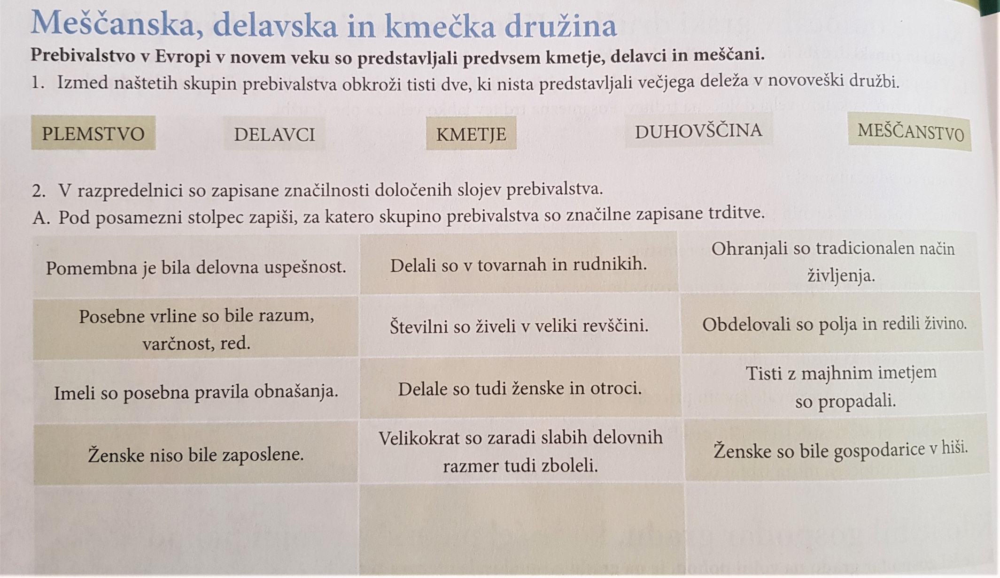 Meščanska, delavska in kmečka družina
Prebivalstvo v Evropi v novem veku so predstavljali predvsem kmetje, delavci in meščani.
1. Izmed naštetih skupin prebivalstva obkroži tisti dve, ki nista predstavljali večjega deleža v novoveški družbi.
PLEMSTVO DELAVCI KMETJE DUHOVŠČINA MEŠČANSTVO
2. V razpredelnici so zapisane značilnosti določenih slojev prebivalstva.
A. Pod posamezni stolpec zapiši, za katero skupino prebivalstva so značilne zapisane trditve.
Pomembna je bila delovna uspešnost.
Delali so v tovarnah in rudnikih.
Ohranjali so tradicionalen način
življenja.
Posebne vrline so bile razum,
varčnost, red.
Številni so živeli v veliki revščini.
Obdelovali so polja in redili živino.
Imeli so posebna pravila obnašanja.
Delale so tudi ženske in otroci.
Tisti z majhnim imetjem
so propadali.
Ženske niso bile zaposlene.
Velikokrat so zaradi slabih delovnih
razmer tudi zboleli.
Ženske so bile gospodarice v hiši.